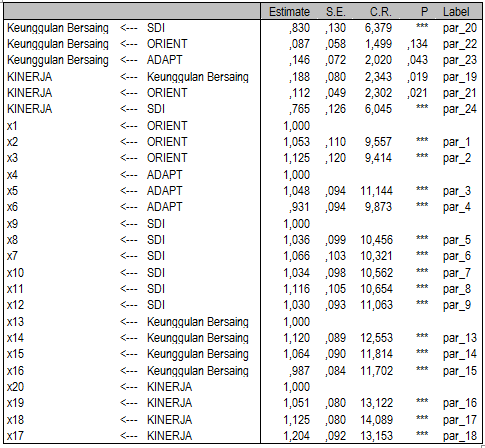 Estimate S.E. C.R. P Label
Keunggulan Bersaing <--- SDI ,830 ,130 6,379 *** par_20
Keunggulan Bersaing <--- ORIENT ,087 ,058 1,499 ,134 par_22
Keunggulan Bersaing <--- ADAPT ,146 ,072 2,020 ,043 par_23
KINERJA <--- Keunggulan Bersaing ,188 ,080 2,343 ,019 par_19
KINERJA <--- ORIENT ,112 ,049 2,302 ,021 par_21
KINERJA <--- SDI ,765 ,126 6,045 *** par_24
x1 <--- ORIENT 1,000
x2 <--- ORIENT 1,053 ,110 9,557 *** par_1
x3 <--- ORIENT 1,125 ,120 9,414 *** par_2
x4 <--- ADAPT 1,000
x5 <--- ADAPT 1,048 ,094 11,144 *** par_3
x6 <--- ADAPT ,931 ,094 9,873 *** par_4
x9 <--- SDI 1,000
x8 <--- SDI 1,036 ,099 10,456 *** par_5
x7 <--- SDI 1,066 ,103 10,321 *** par_6
x10 <--- SDI 1,034 ,098 10,562 *** par_7
x11 <--- SDI 1,116 ,105 10,654 *** par_8
x12 <--- SDI 1,030 ,093 11,063 *** par_9
x13 <--- Keunggulan Bersaing 1,000
x14 <--- Keunggulan Bersaing 1,120 ,089 12,553 *** par_13
x15 <--- Keunggulan Bersaing 1,064 ,090 11,814 *** par_14
x16 <--- Keunggulan Bersaing ,987 ,084 11,702 *** par_15
x20 <--- KINERJA 1,000
x19 <--- KINERJA 1,051 ,080 13,122 *** par_16
x18 <--- KINERJA 1,125 ,080 14,089 *** par_17
x17 <--- KINERJA 1,204 ,092 13,153 *** par_18